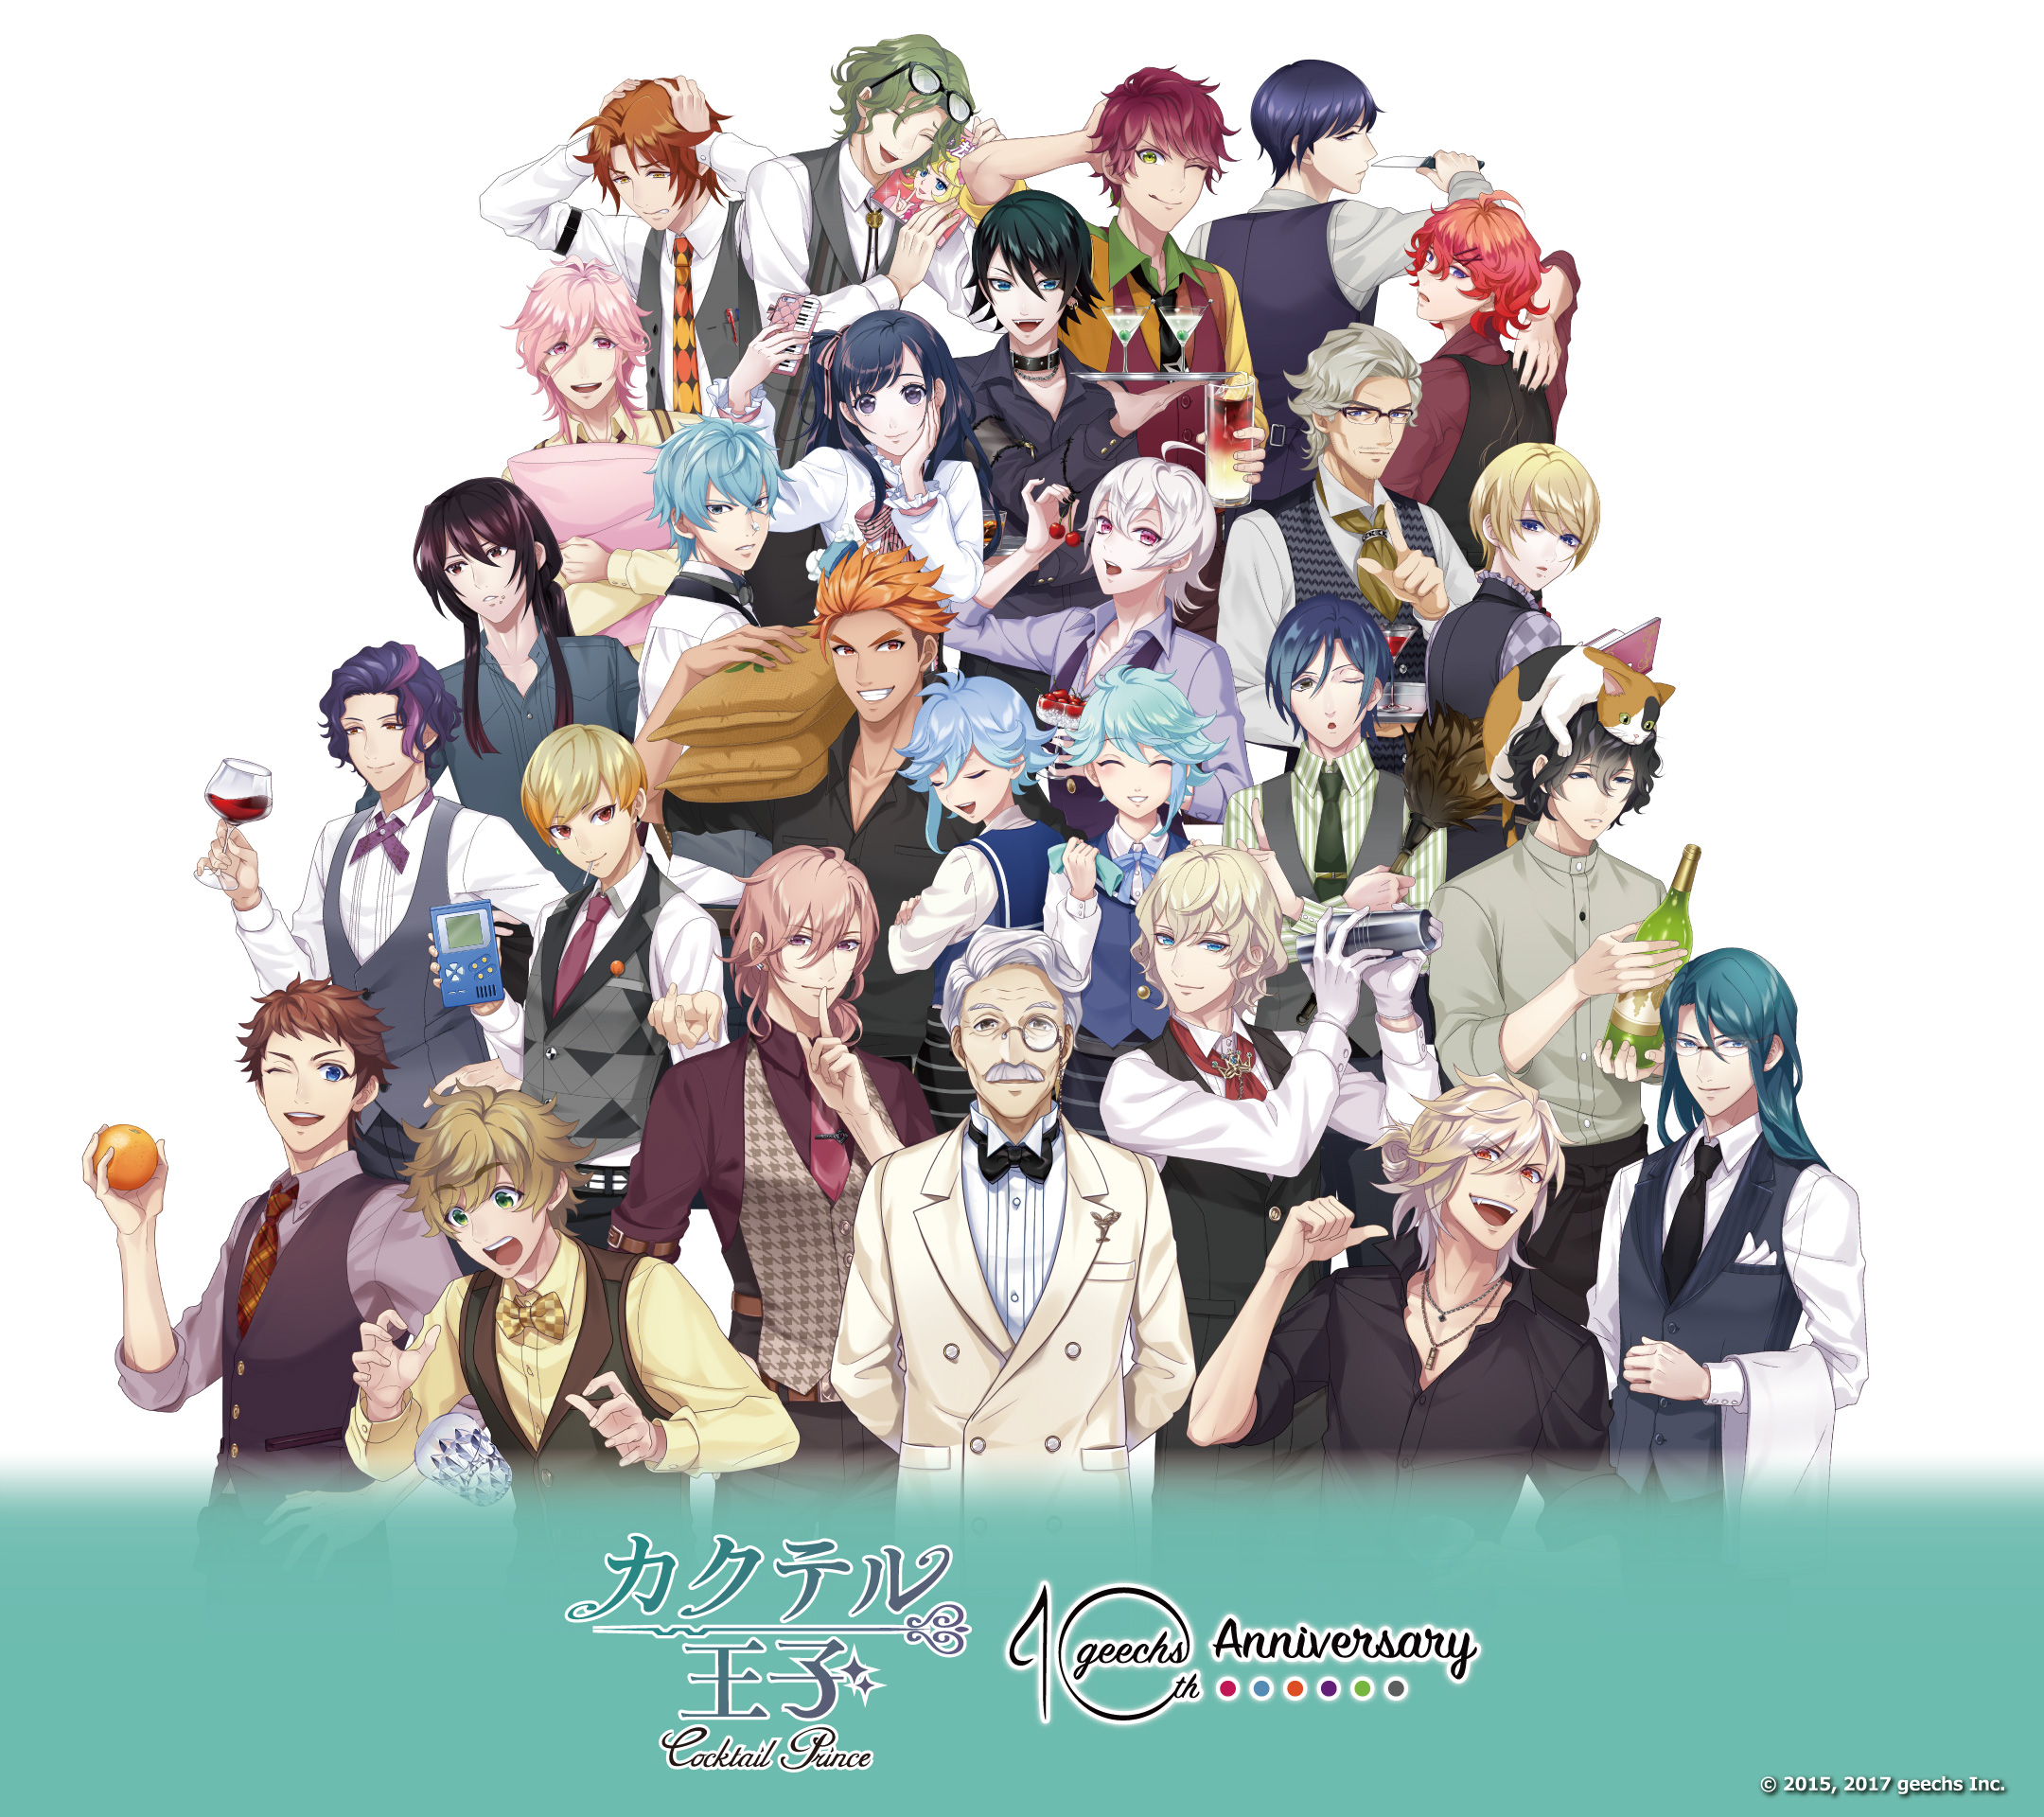 カクテル
王子
Cocktail Prince
10th geechs Anniversary
© 2015, 2017 geechs Inc.